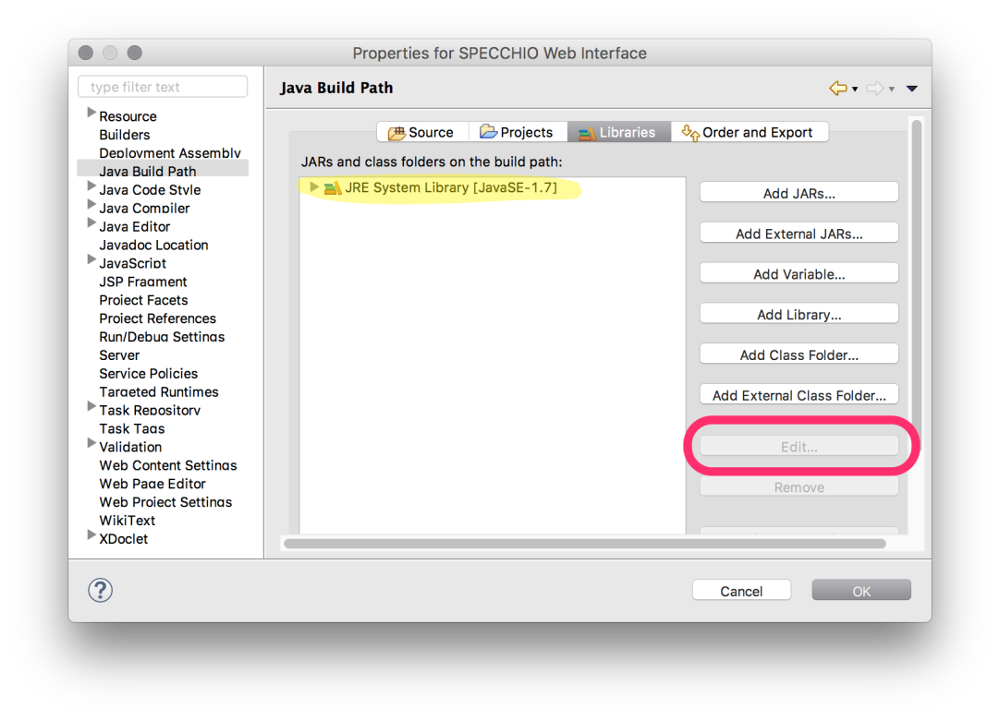 Properties for SPECCHIO Web Interface
type filter text
Resource
Builders
Deployment Assembly
Java Build Path
Java Code Style
Java Compiler
Java Editor
Javadoc Location
JavaScript
JSP Fragment
Project Facets
Project References
Run/Debug Settings
Server
Service Policies
Targeted Runtimes
Task Repository
Task Tags
Validation
Web Content Settings
Web Page Editor
Web Project Settings
WikiText
XDoclet
Java Build Path
Source Projects Libraries Order and Export
JARs and class folders on the build path:
JRE System Library [JavaSE-1.7]
Add JARs...
Add External JARs...
Add Variable...
Add Library...
Add Class Folder...
Add External Class Folder...
Edit...
Remove
?
Cancel
OK